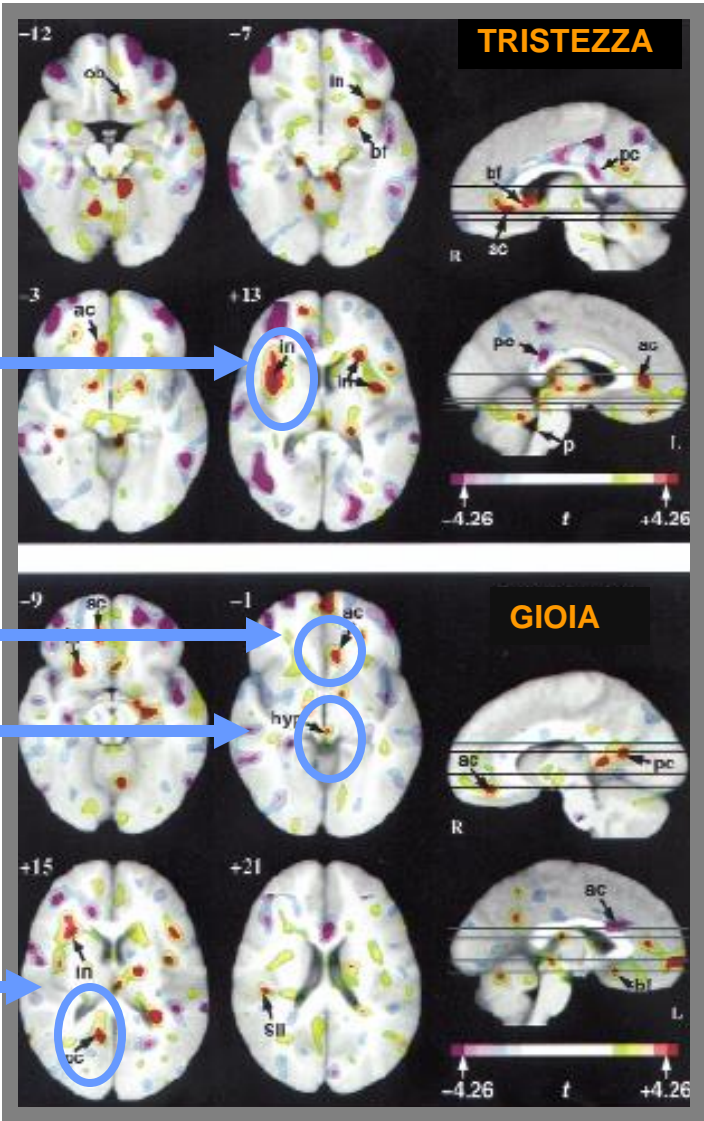 TRISTEZZA
-12
ob
-7
in
bf
bf
pc
ac
R
-3
ac
+13
in
in
pc
ac
p
L
-4.26 t +4.26
GIOIA
-9
ac
-1
ac
hyp
ac
pc
R
+15
in
pc
+21
SII
ac
bf
L
-4.26 t +4.26